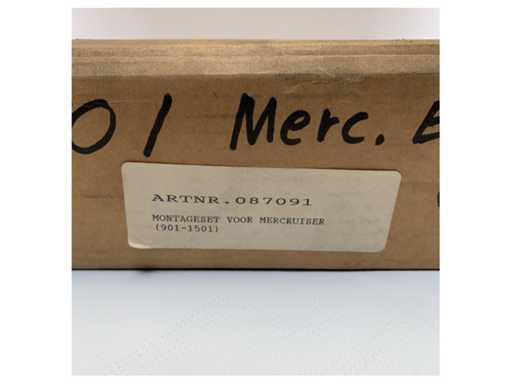 01 Merc. B
ARTNR.087091
MONTAGESET VOOR MERCRUISER
(901-1501)